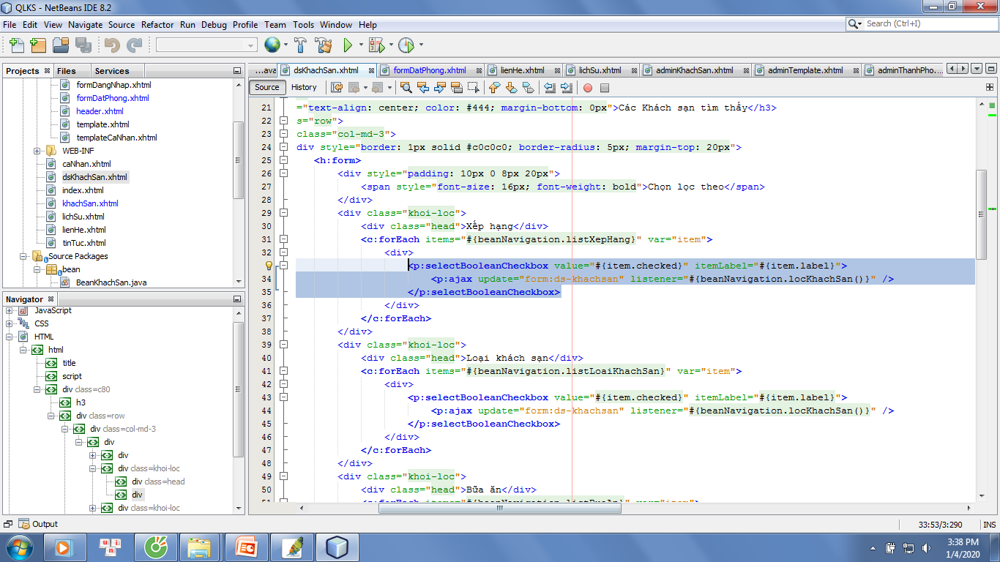 QLKS - NetBeans IDE 8.2
File Edit View Navigate Source Refactor Run Debug Profile Team Tools Window Help
Search (Ctrl+I)
Projects Files Services
formDangNhap.xhtml
formDatPhong.xhtml
header.xhtml
template.xhtml
templateCaNhan.xhtml
WEB-INF
caNhan.xhtml
dsKhachSan.xhtml
index.xhtml
khachSan.xhtml
lichSu.xhtml
lienHe.xhtml
tinTuc.xhtml
Source Packages
bean
BeanKhachSan.java
Navigator
JavaScript
CSS
HTML
html
title
script
div class=c80
h3
div class=row
div class=col-md-3
div
div
div class=khoi-loc
div class=head
div
div class=khoi-loc
...ava dsKhachSan.xhtml formDatPhong.xhtml lienHe.xhtml lichSu.xhtml adminKhachSan.xhtml adminTemplate.xhtml adminThanhPho....
Source History
21 ="text-align: center; color: #444; margin-bottom: 0px">Các Khách sạn tìm thấy</h3>
22 s="row">
23 class="col-md-3">
24 div style="border: 1px solid #c0c0c0; border-radius: 5px; margin-top: 20px">
25 <h:form>
26 <div style="padding: 10px 0 8px 20px">
27 <span style="font-size: 16px; font-weight: bold">Chọn lọc theo</span>
28 </div>
29 <div class="khoi-loc">
30 <div class="head">Xếp hạng</div>
31 <c:forEach items="#{beanNavigation.listXepHang}" var="item">
32 <div>
<p:selectBooleanCheckbox value="#{item.checked}" itemLabel="#{item.label}">
34 <p:ajax update="form:ds-khachsan" listener="#{beanNavigation.locKhachSan()}" />
35 </p:selectBooleanCheckbox>
36 </div>
37 </c:forEach>
38 </div>
39 <div class="khoi-loc">
40 <div class="head">Loại khách sạn</div>
41 <c:forEach items="#{beanNavigation.listLoaiKhachSan}" var="item">
42 <div>
43 <p:selectBooleanCheckbox value="#{item.checked}" itemLabel="#{item.label}">
44 <p:ajax update="form:ds-khachsan" listener="#{beanNavigation.locKhachSan()}" />
45 </p:selectBooleanCheckbox>
46 </div>
47 </c:forEach>
48 </div>
49 <div class="khoi-loc">
50 <div class="head">Bữa ăn</div>
51 <c:forEach items="#{beanNavigation.listBuaAn}" var="item">
Output
33:53/3:290 INS
3:38 PM
1/4/2020